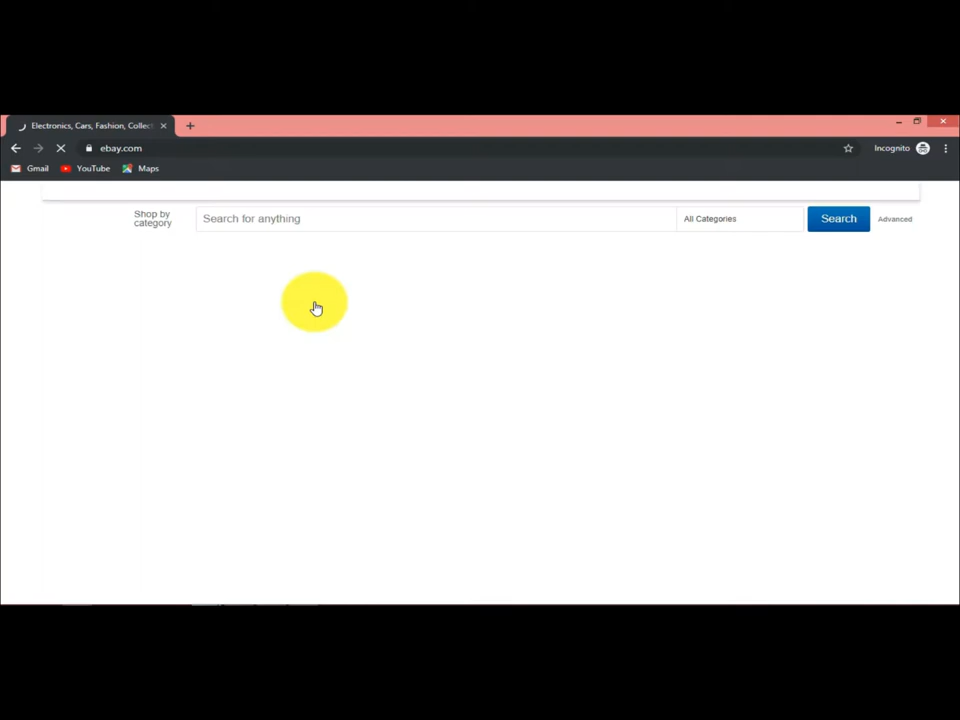 Electronics, Cars, Fashion, Collect
ebay.com
Incognito
Gmail
YouTube
Maps
Shop by
category
Search for anything
All Categories
Search
Advanced